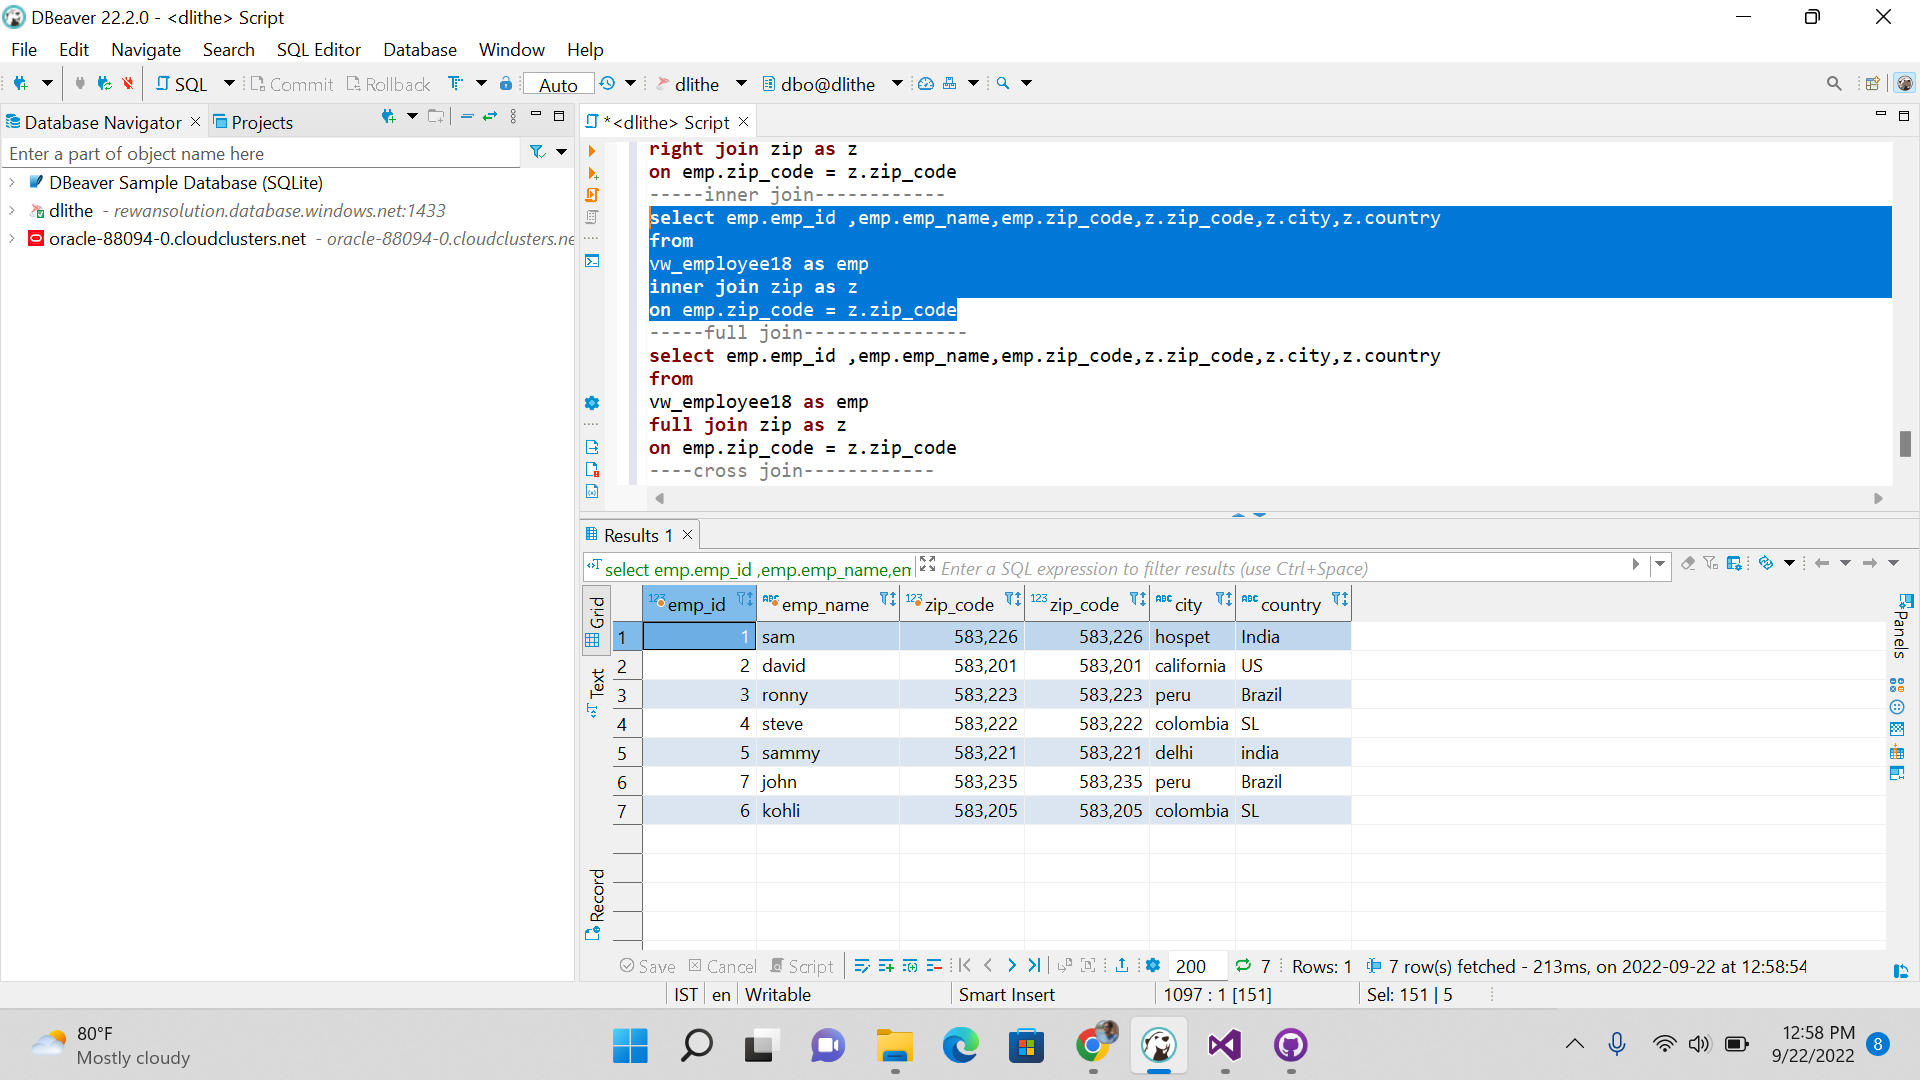 DBeaver 22.2.0 - <dlithe> Script
File Edit Navigate Search SQL Editor Database Window Help
SQL Commit Rollback Auto dlithe dbo@dlithe
Database Navigator Projects
Enter a part of object name here
DBeaver Sample Database (SQLite)
dlithe - rewansolution.database.windows.net:1433
oracle-88094-0.cloudclusters.net - oracle-88094-0.cloudclusters.ne
*<dlithe> Script
right join zip as z
on emp.zip_code = z.zip_code
-----inner join------------
select emp.emp_id ,emp.emp_name,emp.zip_code,z.zip_code,z.city,z.country
from
vw_employee18 as emp
inner join zip as z
on emp.zip_code = z.zip_code
-----full join---------------
select emp.emp_id ,emp.emp_name,emp.zip_code,z.zip_code,z.city,z.country
from
vw_employee18 as emp
full join zip as z
on emp.zip_code = z.zip_code
----cross join------------
Results 1
select emp.emp_id ,emp.emp_name,em
Enter a SQL expression to filter results (use Ctrl+Space)
Grid
Text
Record
Panels
123 emp_id ABC emp_name 123 zip_code 123 zip_code ABC city ABC country
1 1 sam 583,226 583,226 hospet India
2 2 david 583,201 583,201 california US
3 3 ronny 583,223 583,223 peru Brazil
4 4 steve 583,222 583,222 colombia SL
5 5 sammy 583,221 583,221 delhi india
6 7 john 583,235 583,235 peru Brazil
7 6 kohli 583,205 583,205 colombia SL
Save Cancel Script 200 7 Rows: 1 7 row(s) fetched - 213ms, on 2022-09-22 at 12:58:54
IST en Writable Smart Insert 1097 : 1 [151] Sel: 151 | 5
80°F
Mostly cloudy
12:58 PM
9/22/2022
8